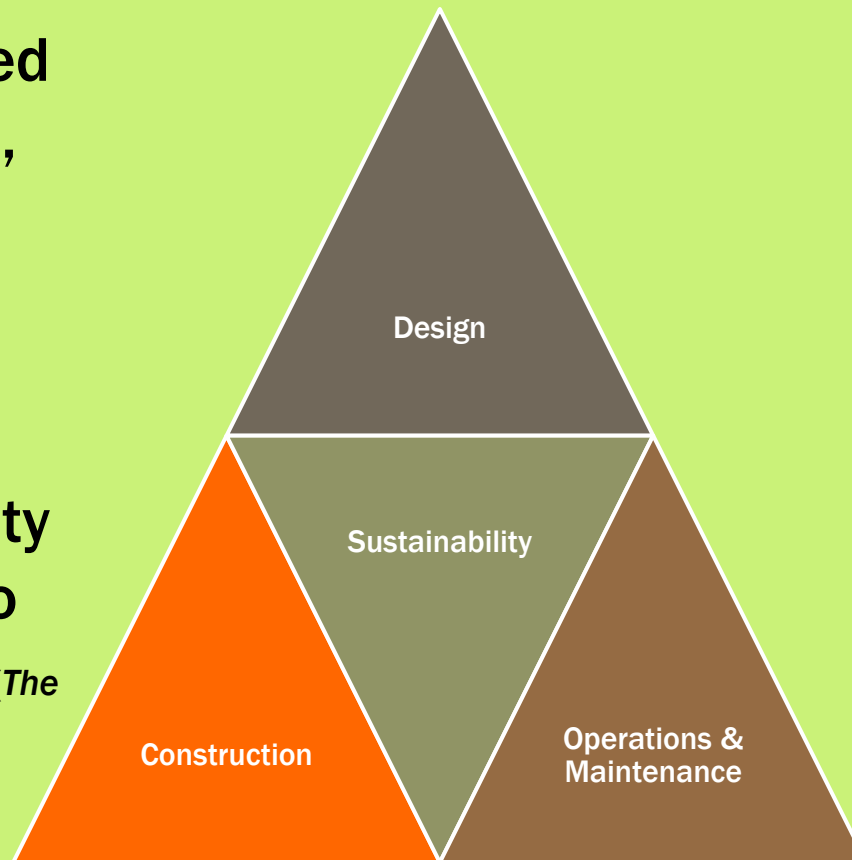 ed
,
ty
o
The
Design
Sustainability
Construction
Operations &
Maintenance